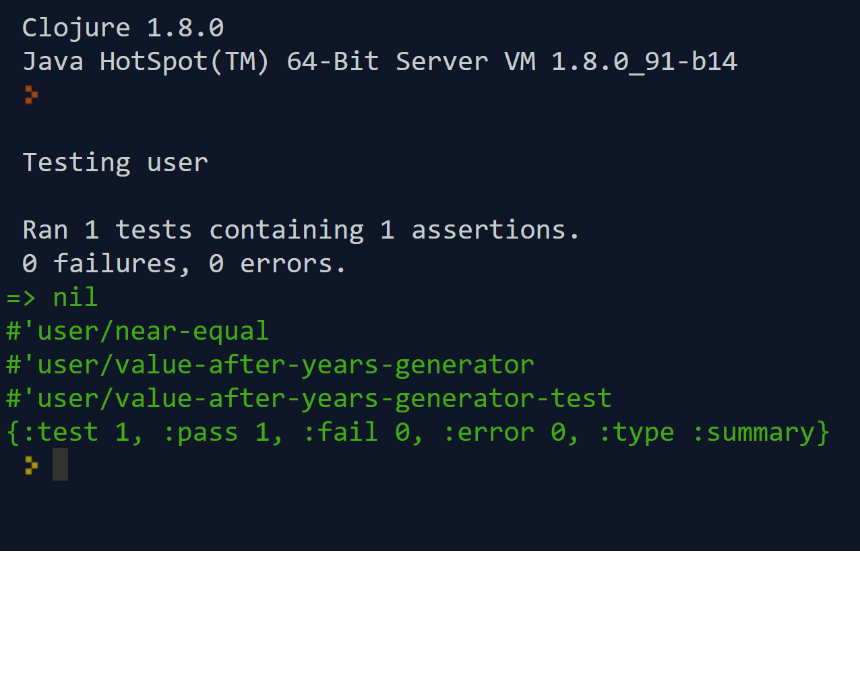 Clojure 1.8.0
Java HotSpot(TM) 64-Bit Server VM 1.8.0_91-b14
Testing user
Ran 1 tests containing 1 assertions.
0 failures, 0 errors.
=> nil
#'user/near-equal
#'user/value-after-years-generator
#'user/value-after-years-generator-test
{:test 1, :pass 1, :fail 0, :error 0, :type :summary}